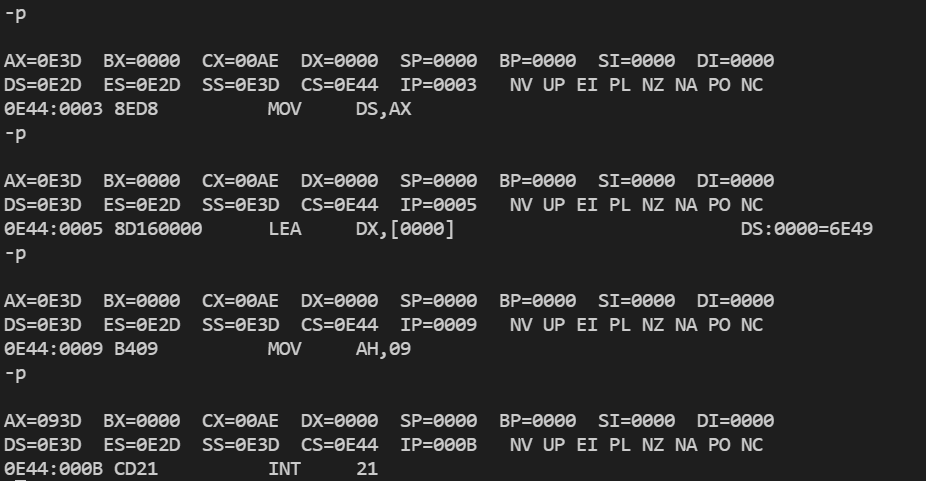 -p
AX=0E3D  BX=0000  CX=00AE  DX=0000  SP=0000  BP=0000  SI=0000  DI=0000
DS=0E2D  ES=0E2D  SS=0E3D  CS=0E44  IP=0003   NV UP EI PL NZ NA PO NC
0E44:0003 8ED8          MOV     DS,AX
-p
AX=0E3D  BX=0000  CX=00AE  DX=0000  SP=0000  BP=0000  SI=0000  DI=0000
DS=0E3D  ES=0E2D  SS=0E3D  CS=0E44  IP=0005   NV UP EI PL NZ NA PO NC
0E44:0005 8D160000      LEA     DX,[0000]                          DS:0000=6E49
-p
AX=0E3D  BX=0000  CX=00AE  DX=0000  SP=0000  BP=0000  SI=0000  DI=0000
DS=0E3D  ES=0E2D  SS=0E3D  CS=0E44  IP=0009   NV UP EI PL NZ NA PO NC
0E44:0009 B409          MOV     AH,09
-p
AX=093D  BX=0000  CX=00AE  DX=0000  SP=0000  BP=0000  SI=0000  DI=0000
DS=0E3D  ES=0E2D  SS=0E3D  CS=0E44  IP=000B   NV UP EI PL NZ NA PO NC
0E44:000B CD21          INT     21